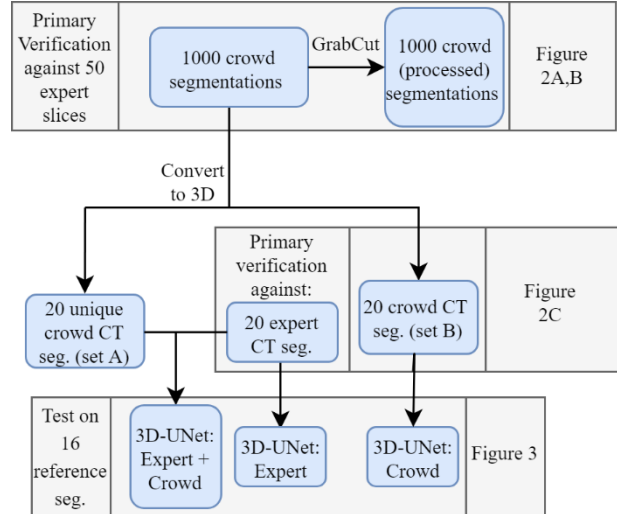 Primary
Verification
against 50
expert
slices
1000 crowd
segmentations
GrabCut
1000 crowd
(processed)
segmentations
Figure
2A,B
Convert
to 3D
20 unique
crowd CT
seg. (set A)
Primary
verification
against:
20 expert
CT seg.
20 crowd CT
seg. (set B)
Figure
2C
Test on
16
reference
seg.
3D-UNet:
Expert +
Crowd
3D-UNet:
Expert
3D-UNet:
Crowd
Figure 3